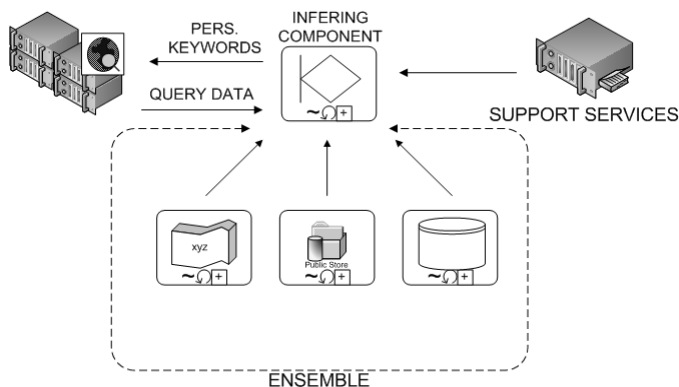 PERS.
KEYWORDS
INFERING
COMPONENT
QUERY DATA
SUPPORT SERVICES
xyz
Public Store
ENSEMBLE